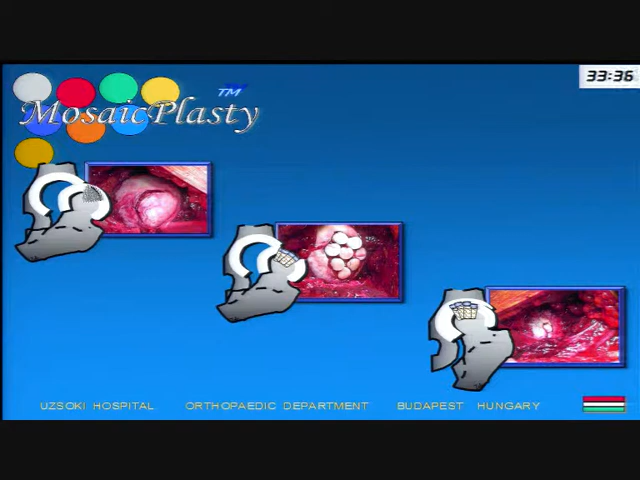 33:36
TM
MosaicPlasty
UZSOKI HOSPITAL ORTHOPAEDIC DEPARTMENT BUDAPEST HUNGARY